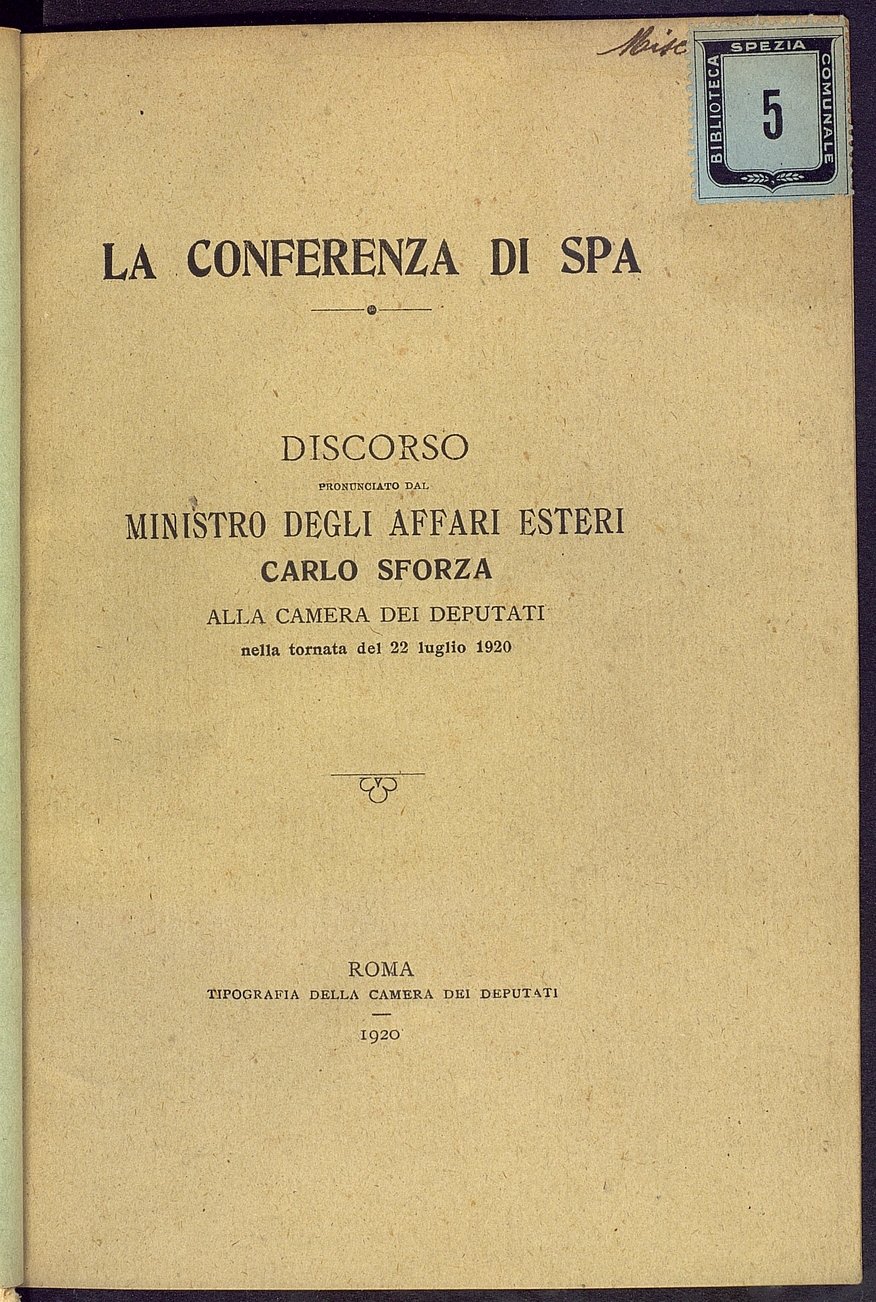 Misc
SPEZIA
BIBLIOTECA
COMUNALE
5
LA CONFERENZA DI SPA
DISCORSO
PRONUNCIATO DAL
MINISTRO DEGLI AFFARI ESTERI
CARLO SFORZA
ALLA CAMERA DEI DEPUTATI
nella tornata del 22 luglio 1920
ROMA
TIPOGRAFIA DELLA CAMERA DEI DEPUTATI
1920